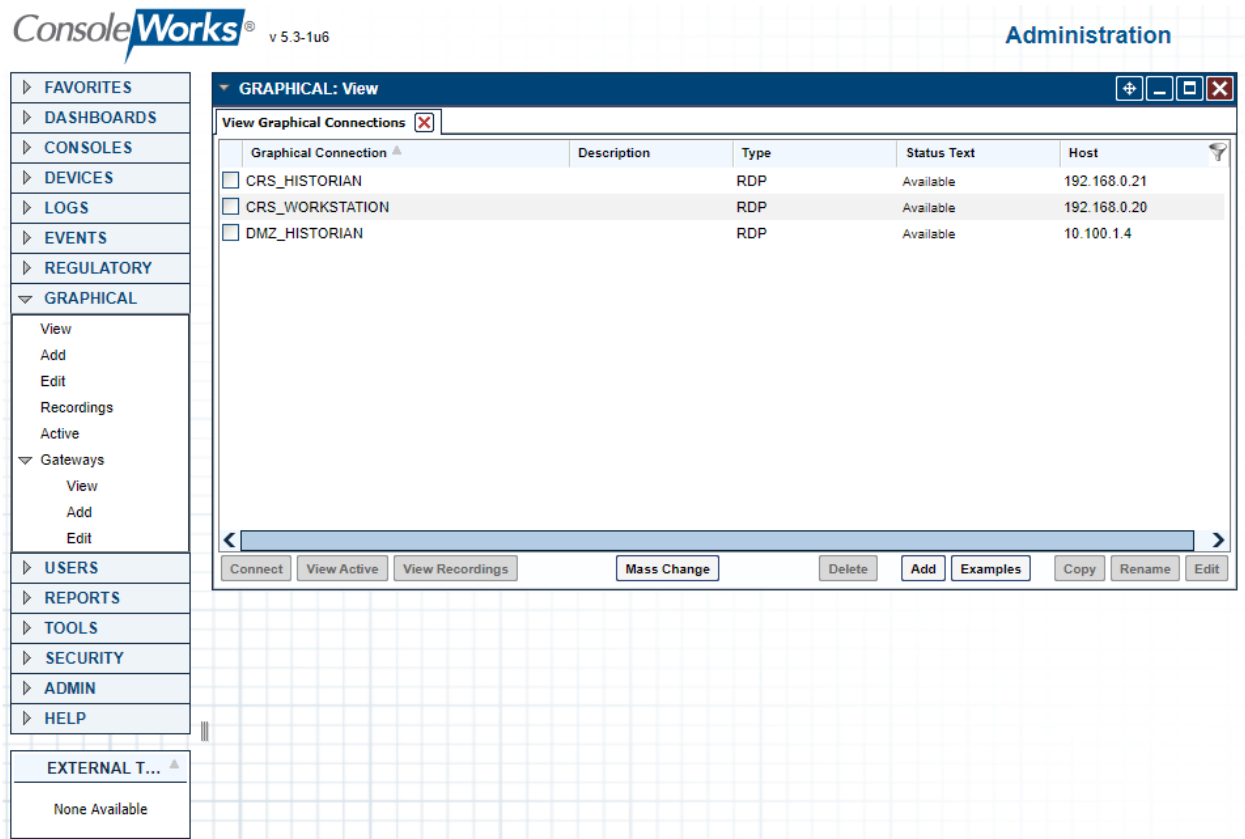 ConsoleWorks® v 5.3-1u6
Administration
FAVORITES
DASHBOARDS
CONSOLES
DEVICES
LOGS
EVENTS
REGULATORY
GRAPHICAL
View
Add
Edit
Recordings
Active
Gateways
View
Add
Edit
USERS
REPORTS
TOOLS
SECURITY
ADMIN
HELP
EXTERNAL T...
None Available
GRAPHICAL: View
View Graphical Connections
Graphical Connection Description Type Status Text Host
CRS_HISTORIAN RDP Available 192.168.0.21
CRS_WORKSTATION RDP Available 192.168.0.20
DMZ_HISTORIAN RDP Available 10.100.1.4
Connect View Active View Recordings Mass Change Delete Add Examples Copy Rename Edit